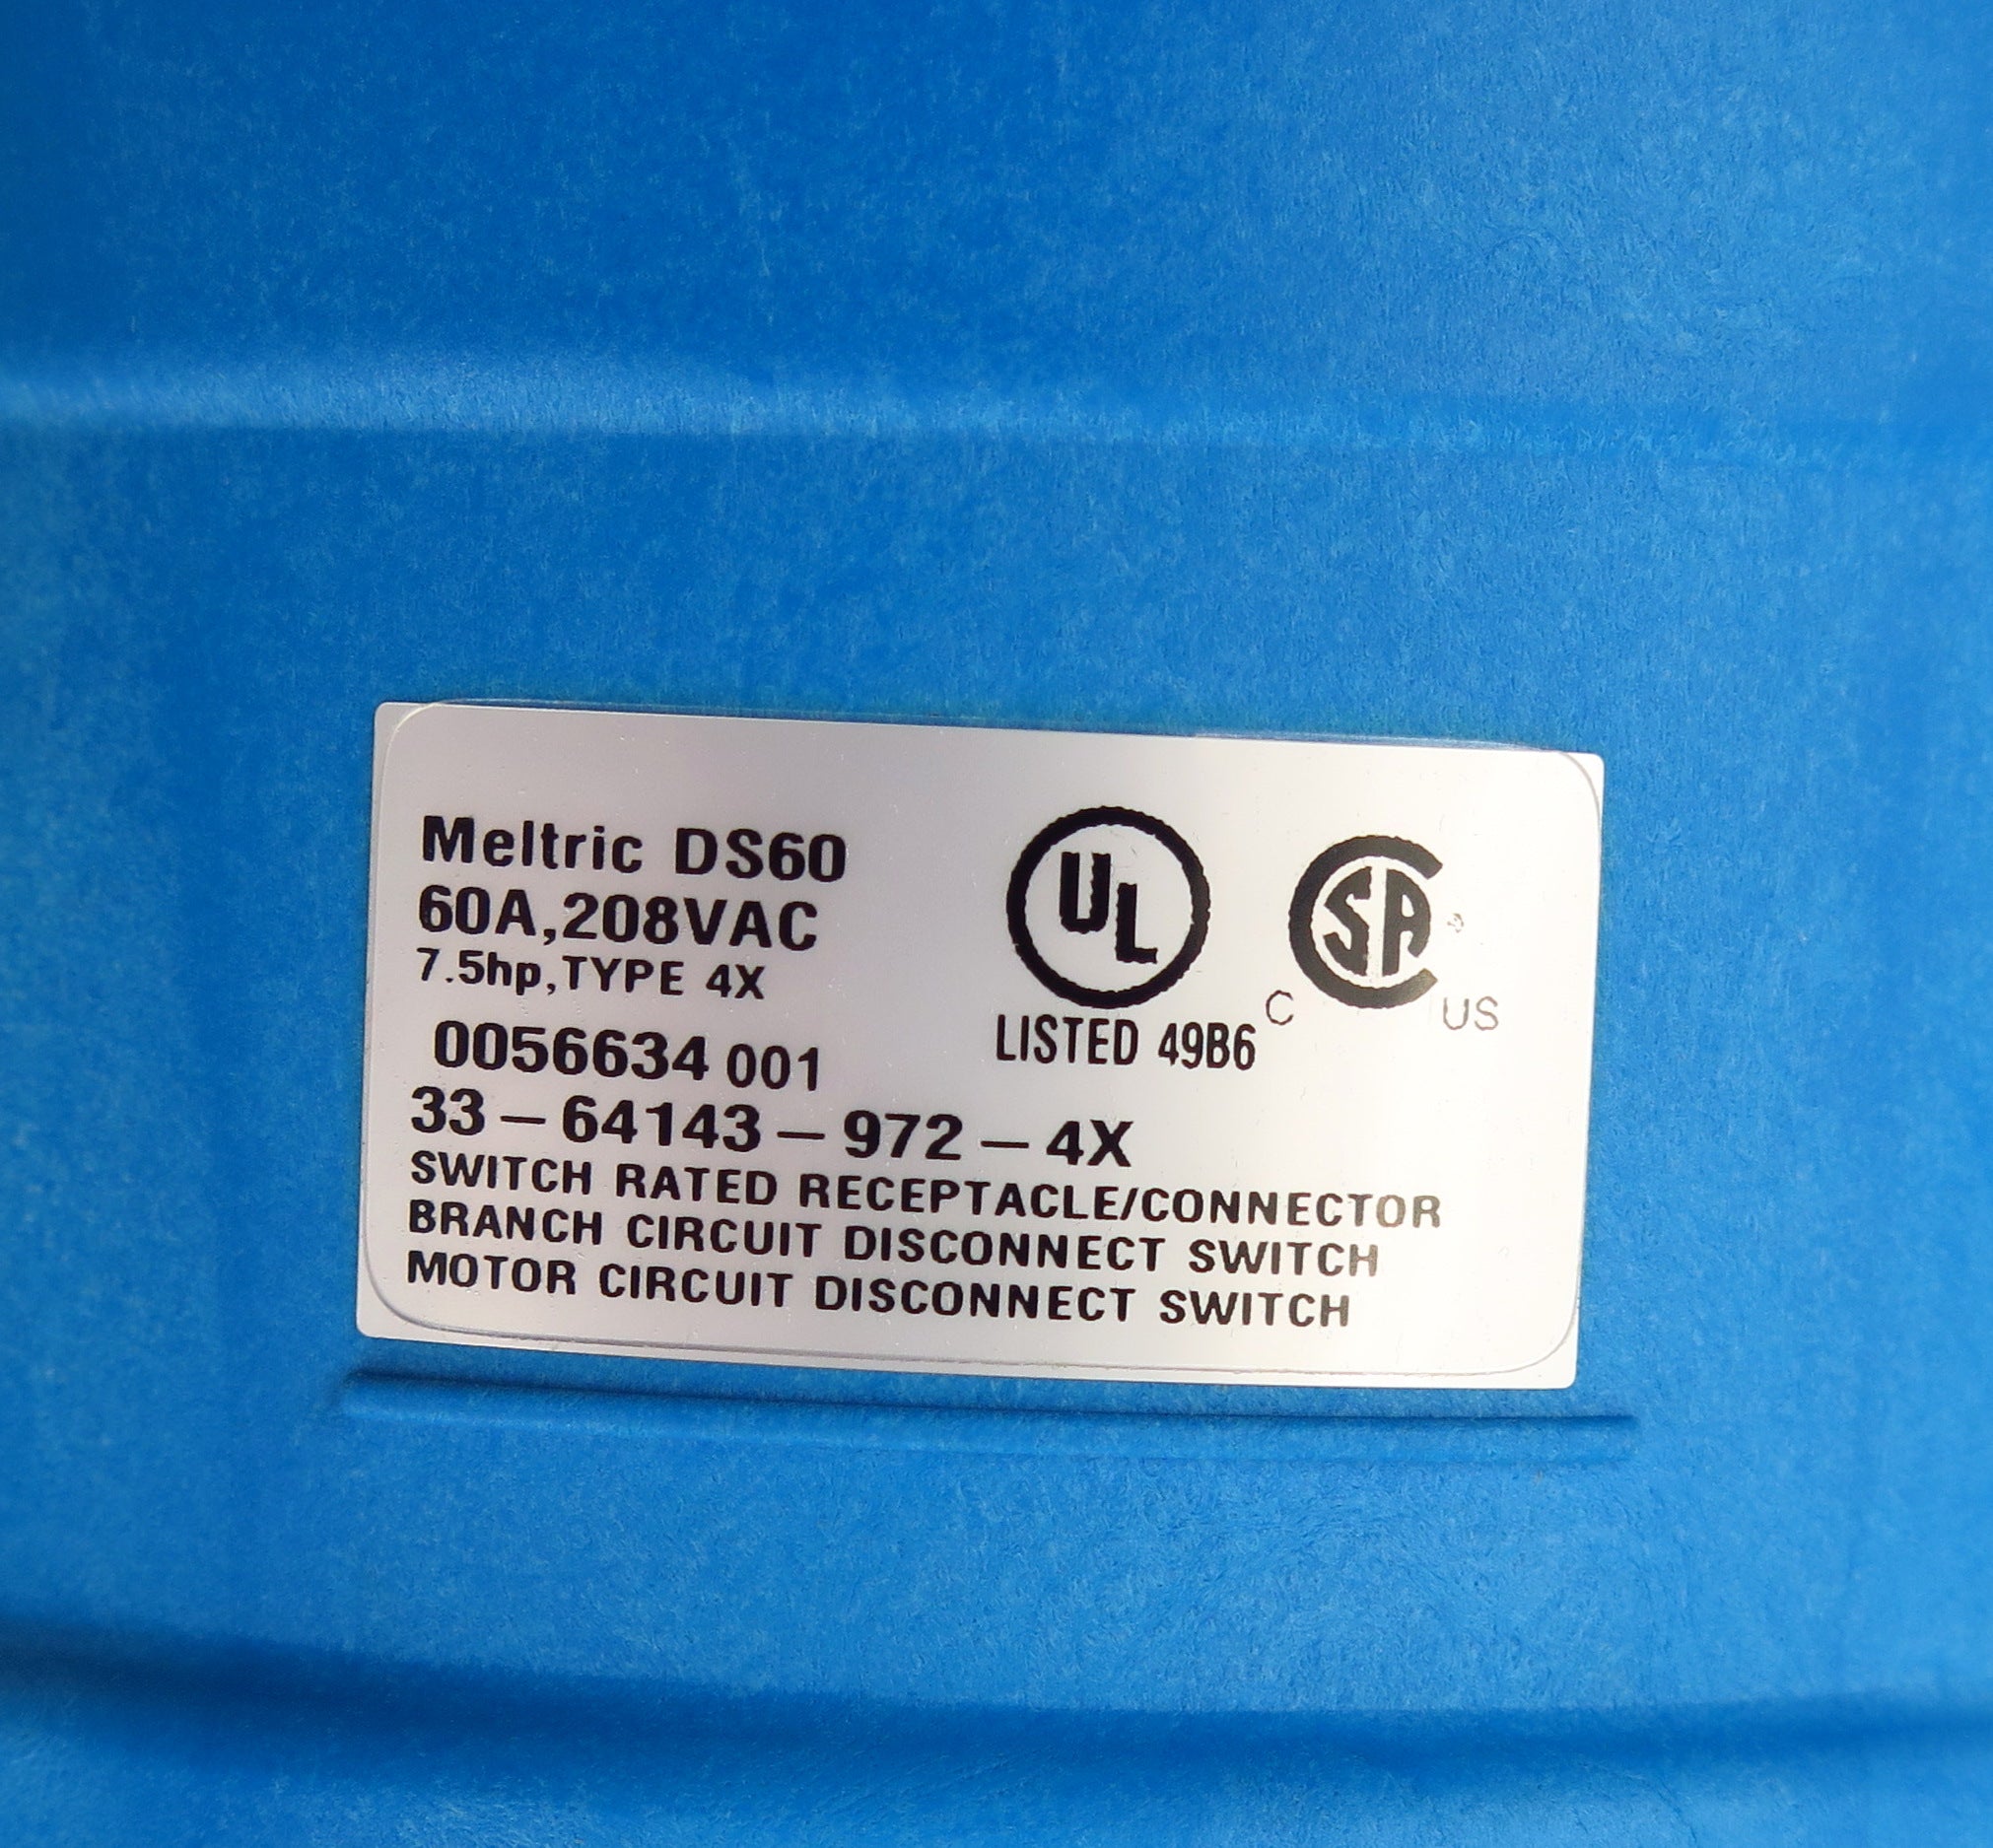 Meltric DS60
60A,208VAC
7.5hp,TYPE 4X
0056634 001
33-64143-972-4X
SWITCH RATED RECEPTACLE/CONNECTOR
BRANCH CIRCUIT DISCONNECT SWITCH
MOTOR CIRCUIT DISCONNECT SWITCH
UL
LISTED 49B6
C SA US